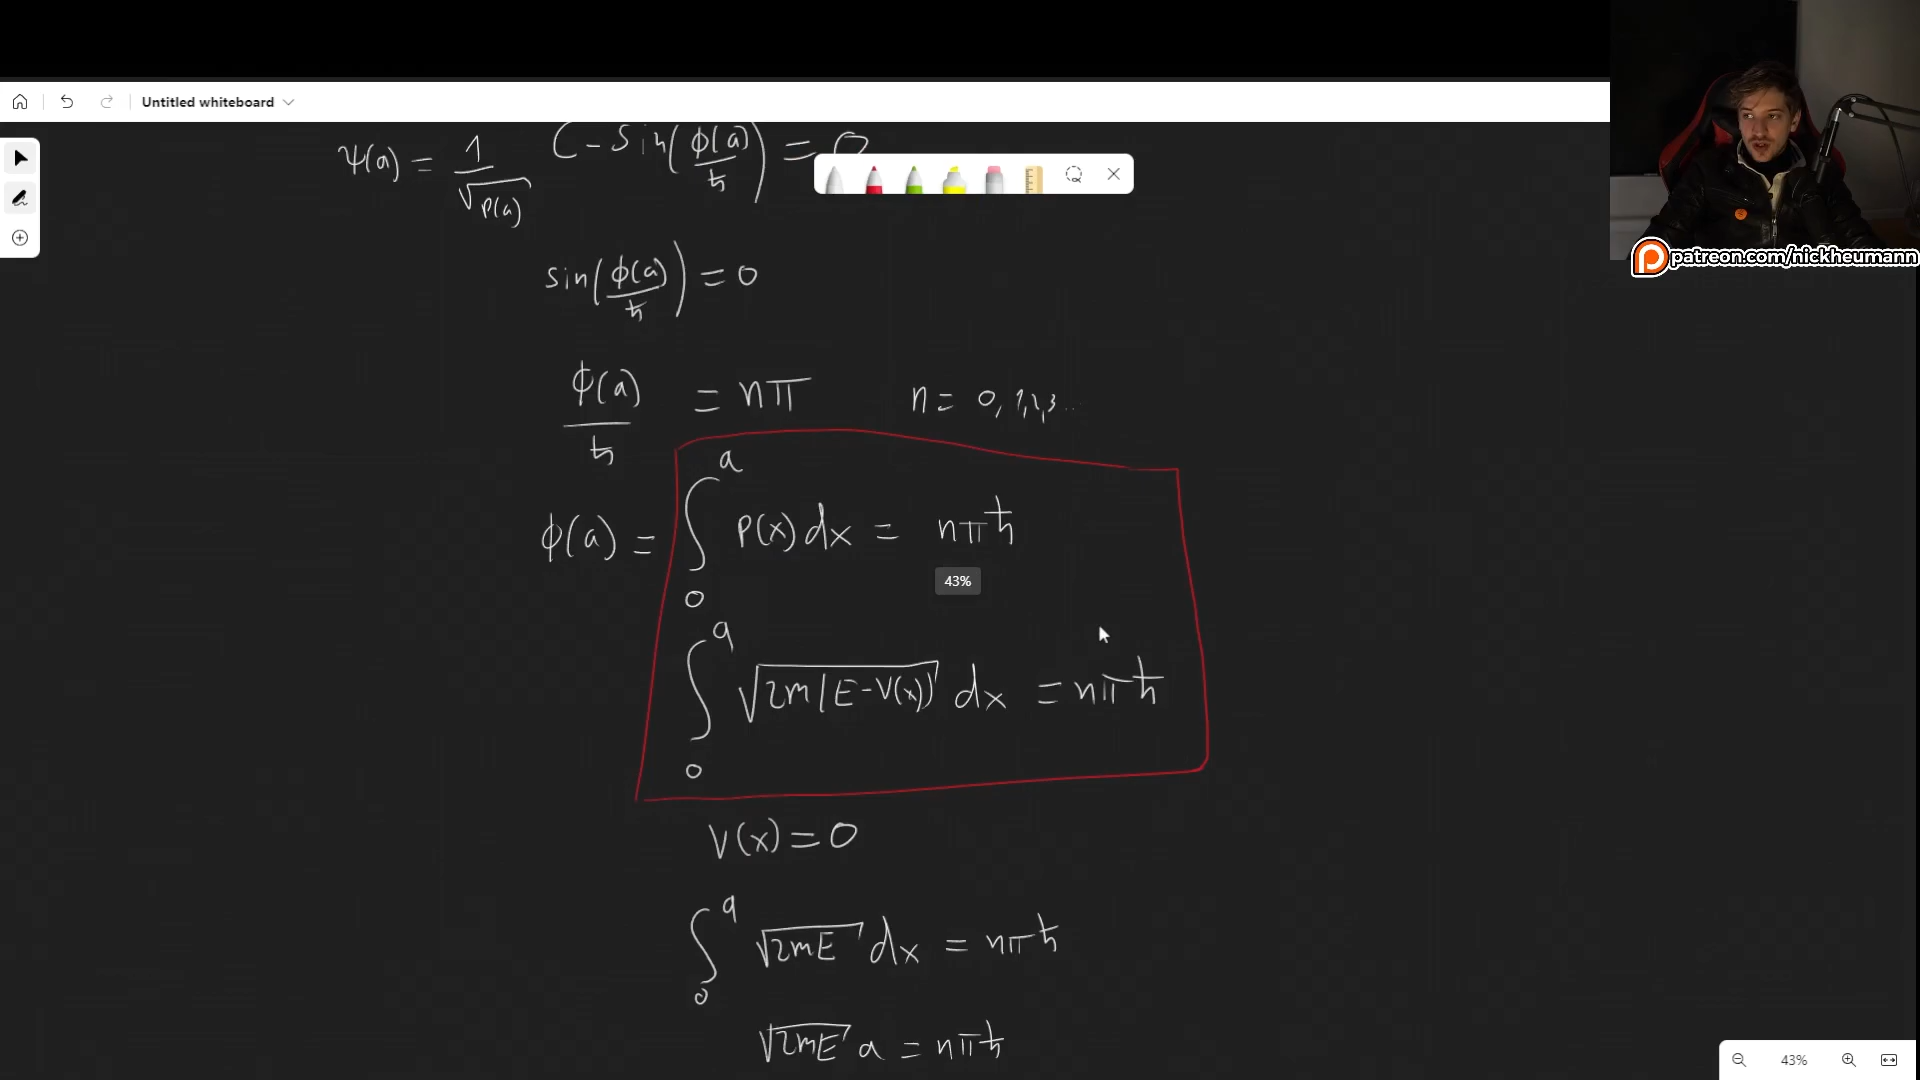 Untitled whiteboard
ψ(a) = 1/√p(a) C-sin(ϕ(a)/ħ) = 0
patreon.com/nickheumann
sin(ϕ(a)/ħ) = 0
ϕ(a)/ħ = nπ n = 0,1,2,3...
ϕ(a) = ∫₀ᵃ p(x)dx = nπħ
43%
∫₀ᵃ √2m(E-V(x)) dx = nπħ
V(x) = 0
∫₀ᵃ √2mE dx = nπħ
√2mE a = nπħ
43%